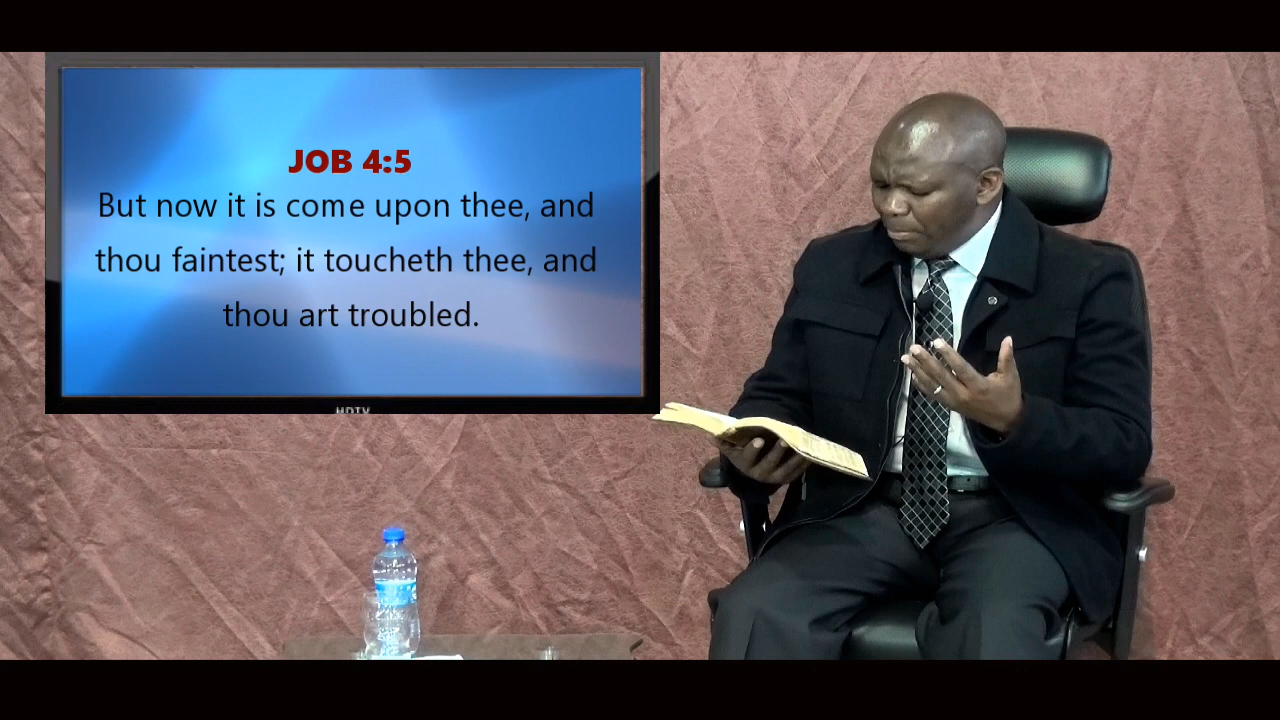 JOB 4:5
But now it is come upon thee, and
thou faintest; it toucheth thee, and
thou art troubled.
HDTV